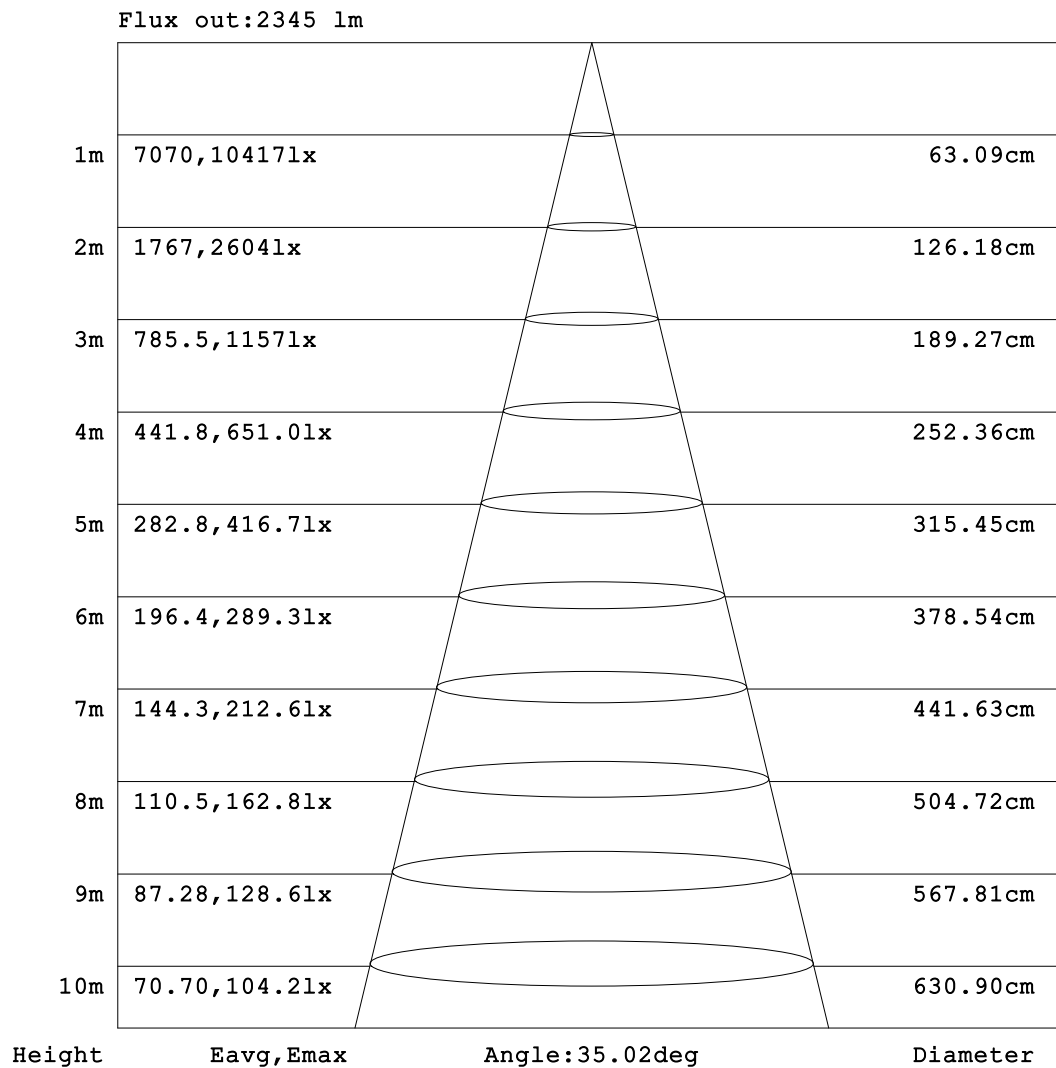 Flux out:2345 lm
1m 7070,10417lx 63.09cm
2m 1767,2604lx 126.18cm
3m 785.5,1157lx 189.27cm
4m 441.8,651.0lx 252.36cm
5m 282.8,416.7lx 315.45cm
6m 196.4,289.3lx 378.54cm
7m 144.3,212.6lx 441.63cm
8m 110.5,162.8lx 504.72cm
9m 87.28,128.6lx 567.81cm
10m 70.70,104.2lx 630.90cm
Height Eavg,Emax Angle:35.02deg Diameter